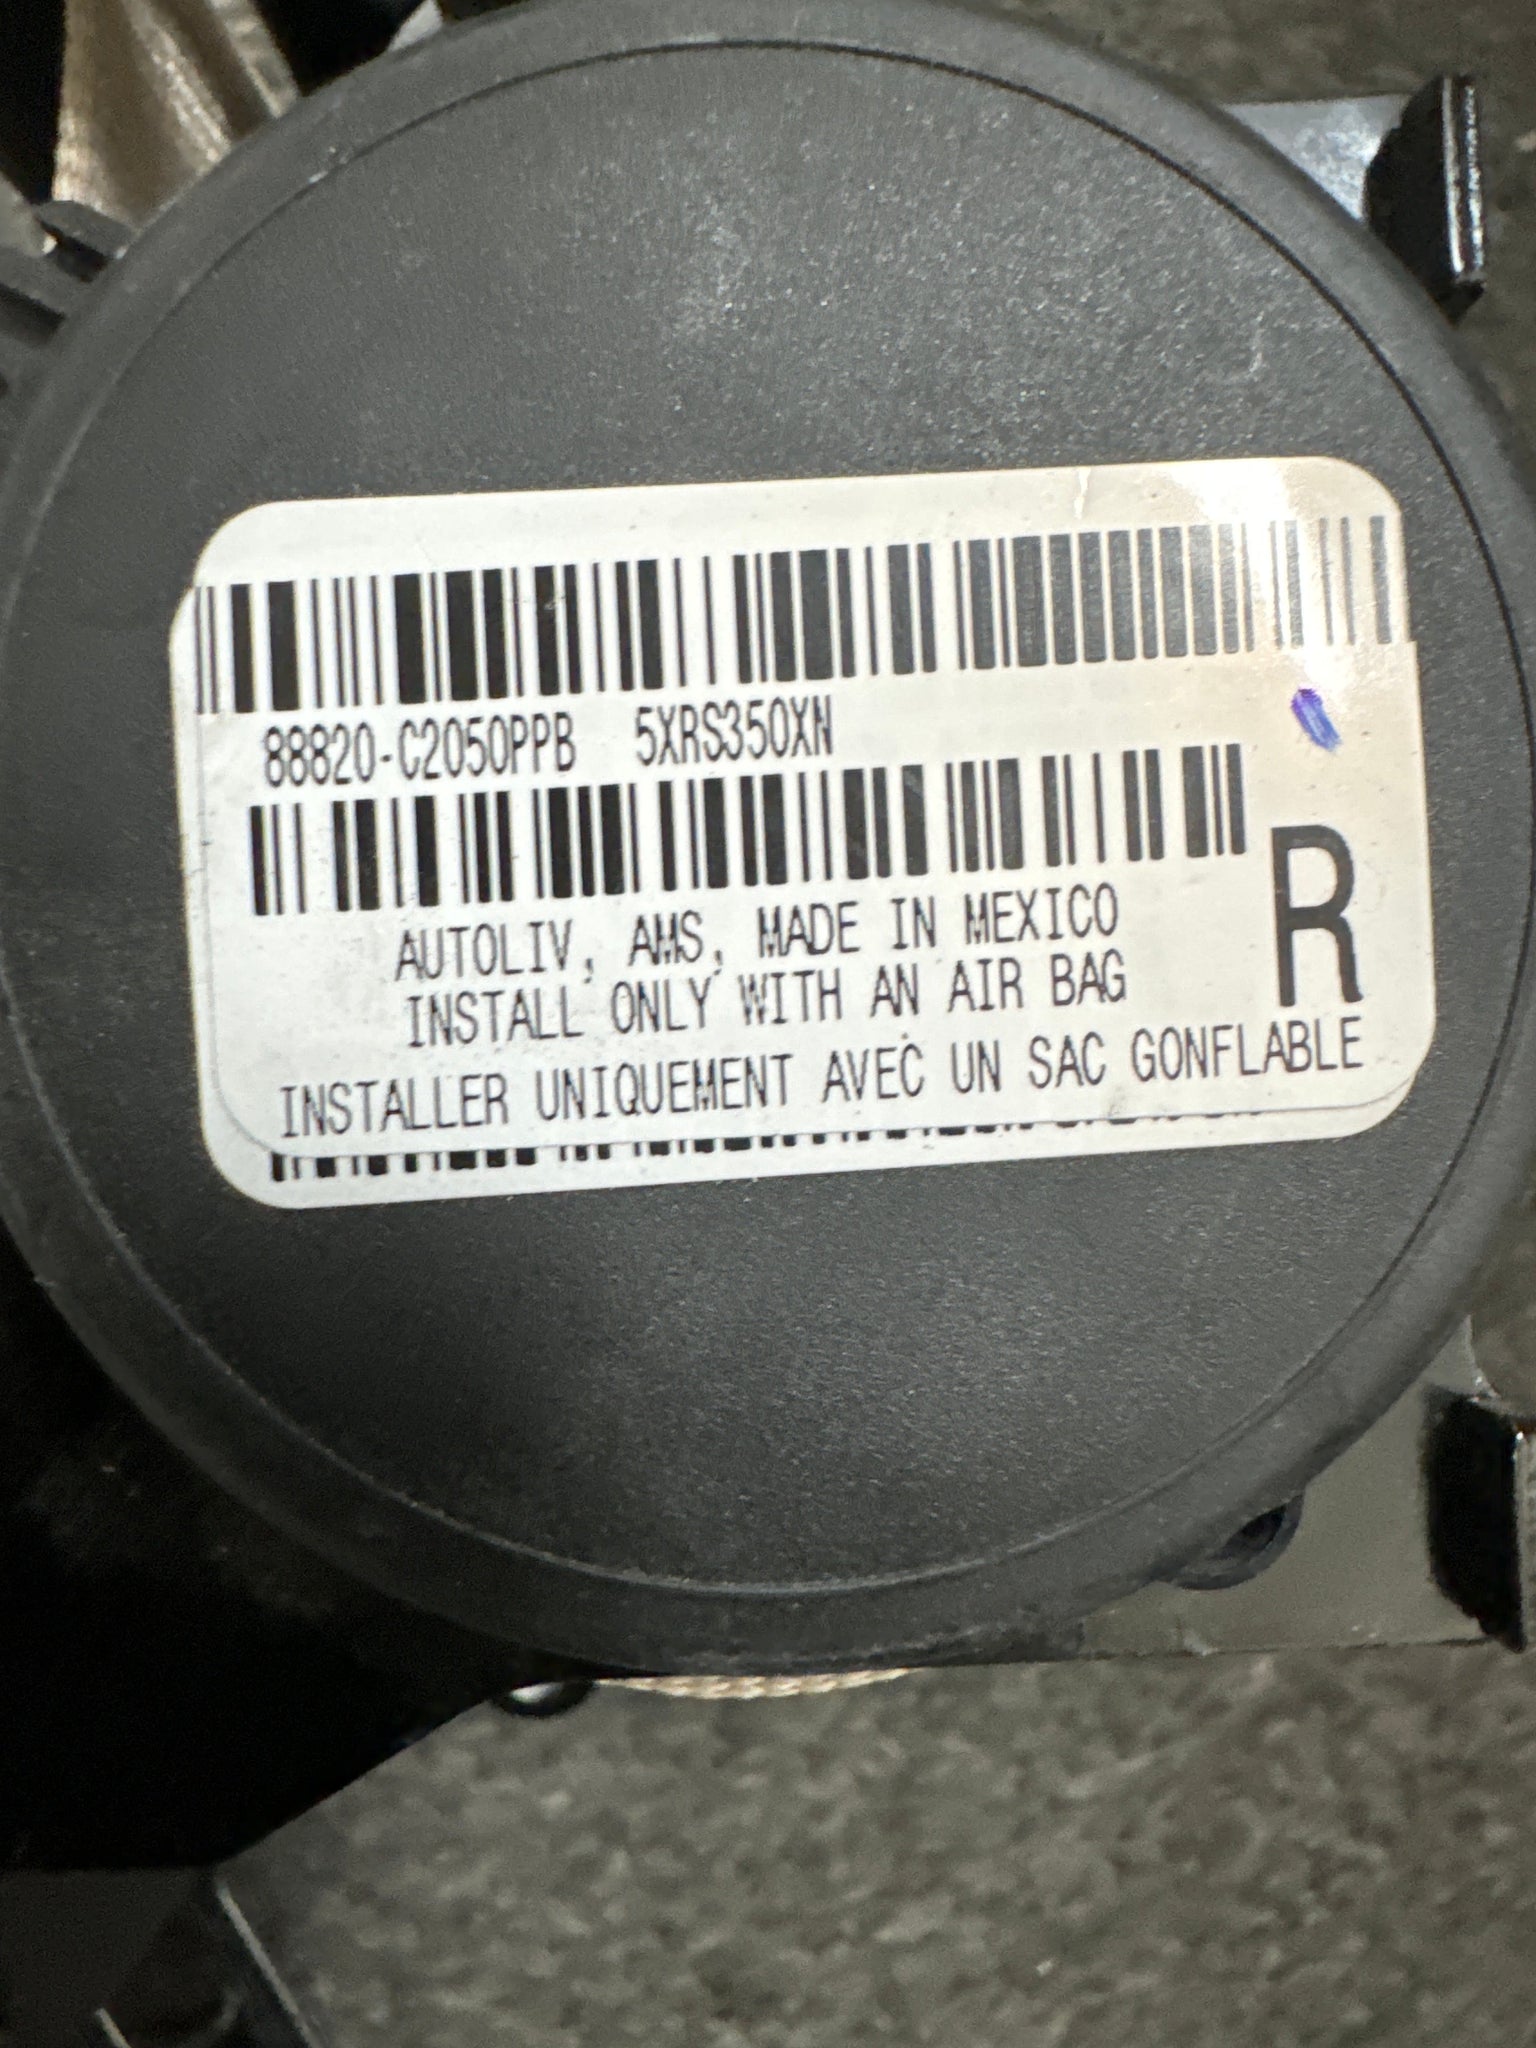 88820-C2050PPB 5XRS350XN
AUTOLIV, AMS, MADE IN MEXICO
INSTALL ONLY WITH AN AIR BAG
INSTALLER UNIQUEMENT AVEC UN SAC GONFLABLE
R